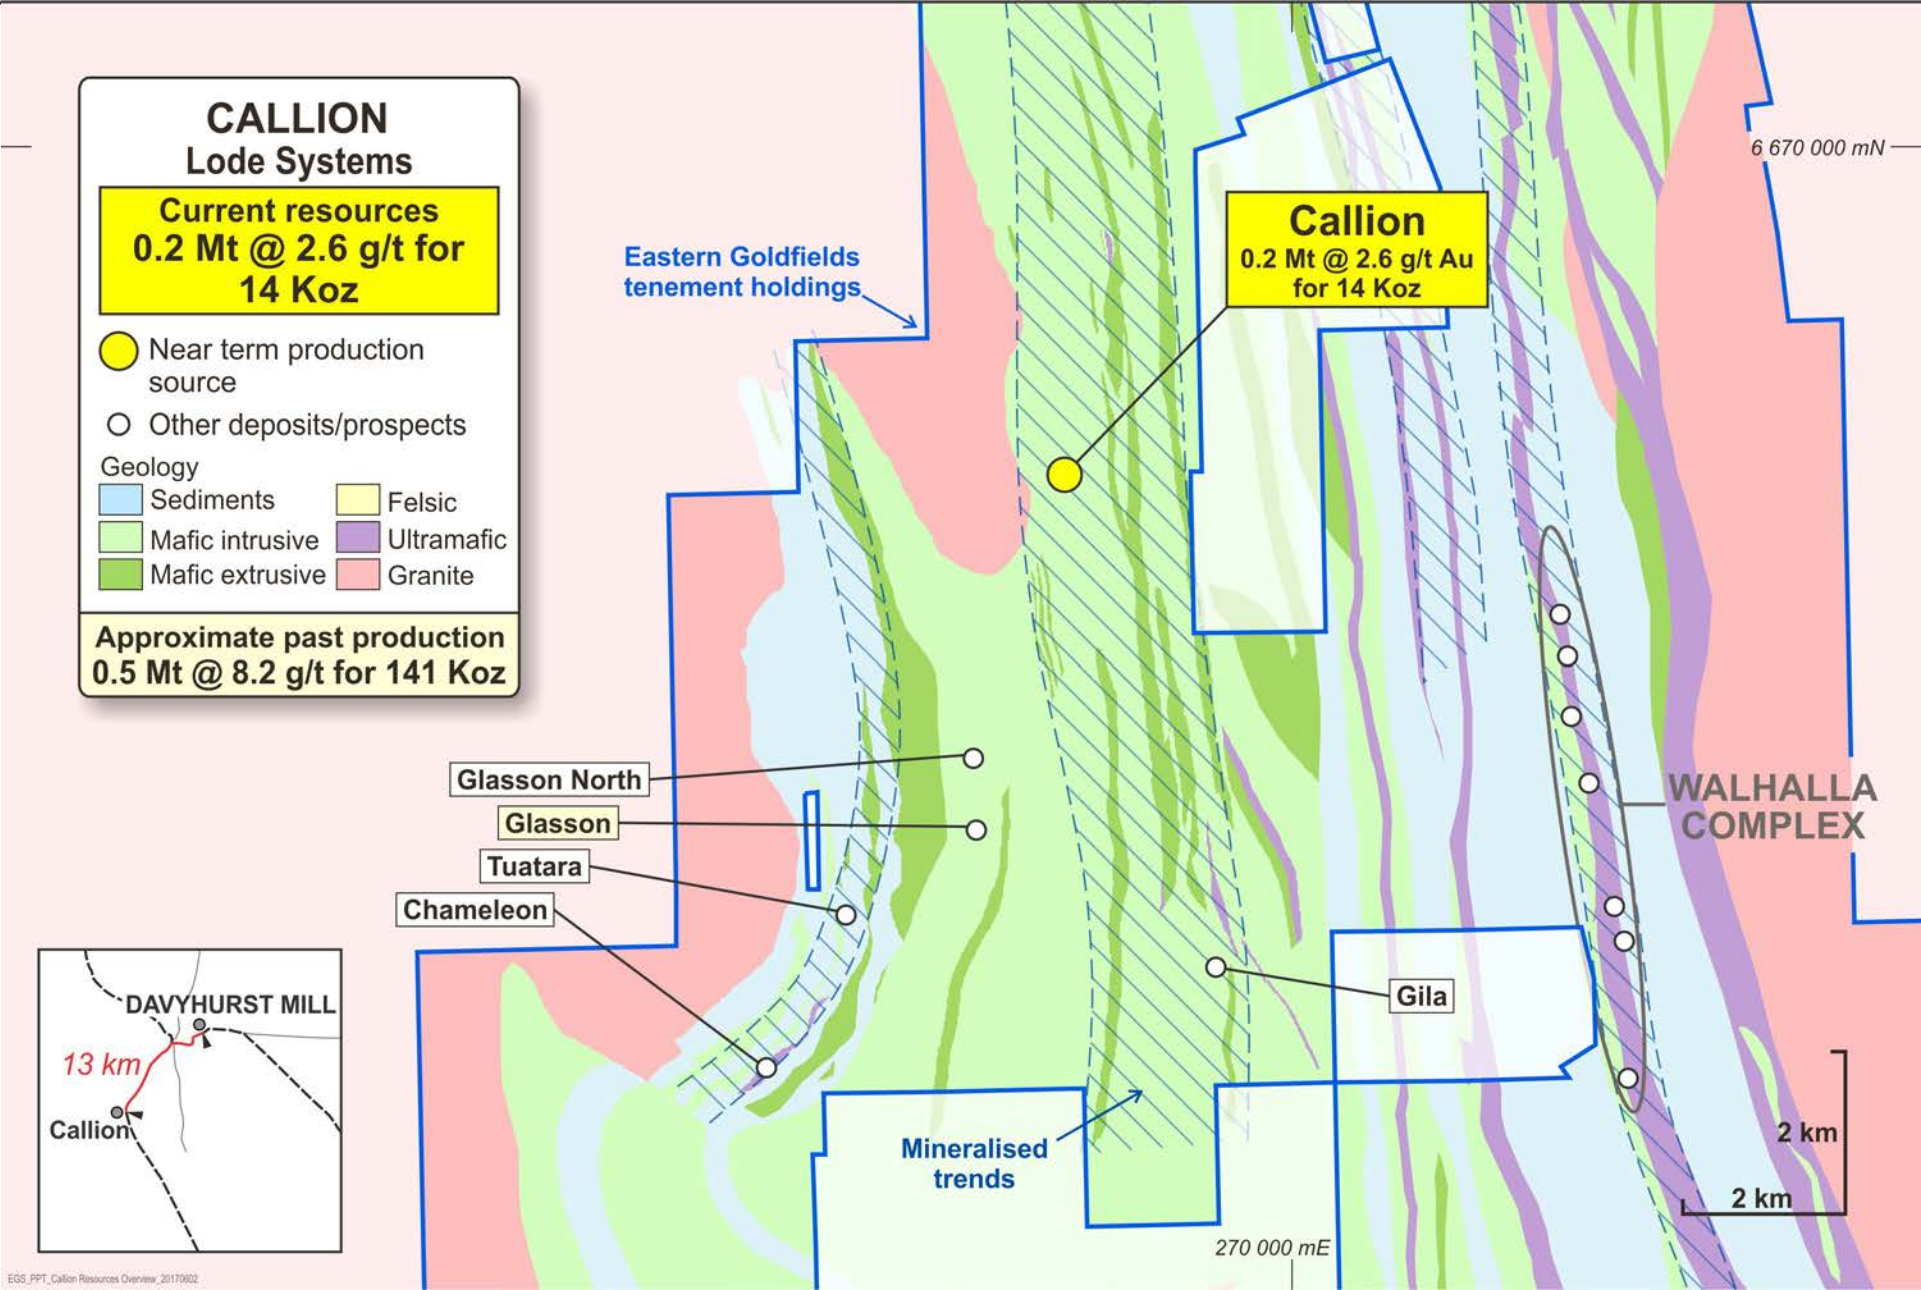 CALLION
Lode Systems
Current resources
0.2 Mt @ 2.6 g/t for
14 Koz
Near term production
source
Other deposits/prospects
Geology
Sediments
Felsic
Mafic intrusive
Ultramafic
Mafic extrusive
Granite
Approximate past production
0.5 Mt @ 8.2 g/t for 141 Koz
6 670 000 mN
Eastern Goldfields
tenement holdings
Callion
0.2 Mt @ 2.6 g/t Au
for 14 Koz
Glasson North
Glasson
Tuatara
Chameleon
WALHALLA
COMPLEX
Gila
DAVYHURST MILL
13 km
Callion
Mineralised
trends
2 km
2 km
270 000 mE
EGS_PPT_Callion Resources Overview_20170602